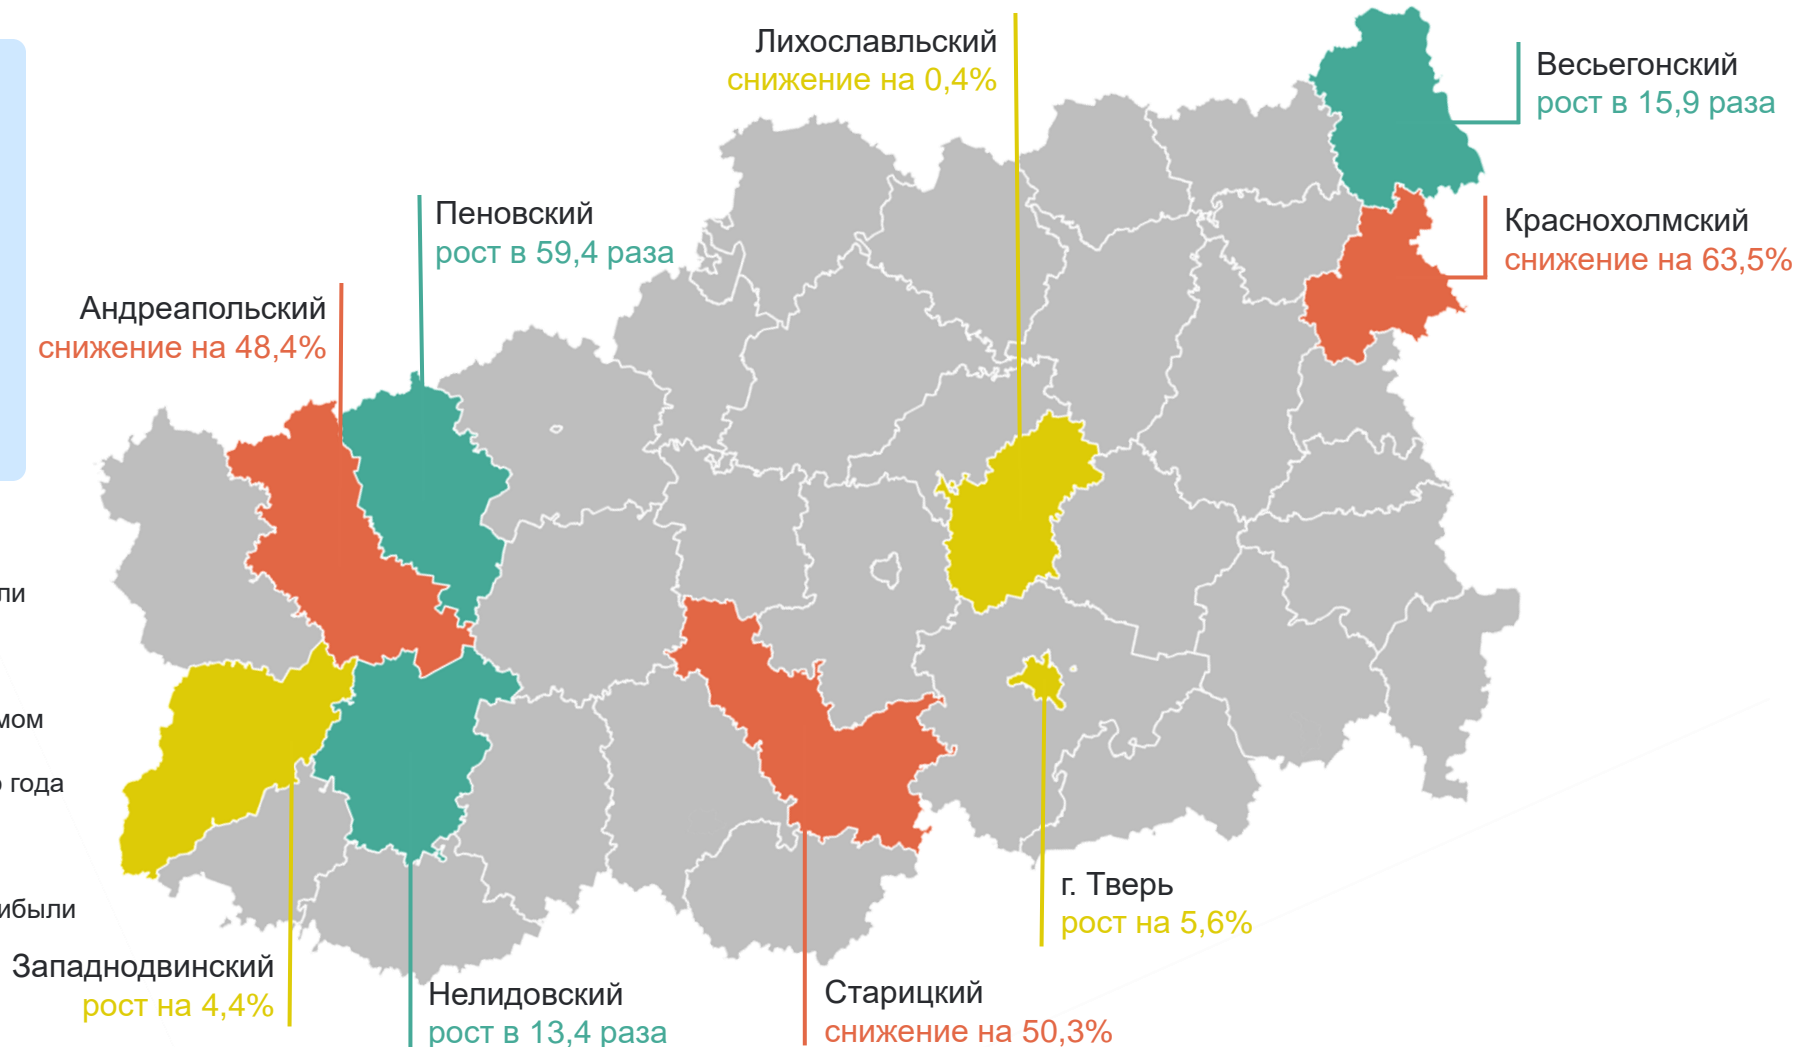 Лихославльский
снижение на 0,4%
Весьегонский
рост в 15,9 раза
Пеновский
рост в 59,4 раза
Краснохолмский
снижение на 63,5%
Андреапольский
снижение на 48,4%
ли
мом
года
ибыли
г. Тверь
рост на 5,6%
Западнодвинский
рост на 4,4%
Нелидовский
рост в 13,4 раза
Старицкий
снижение на 50,3%